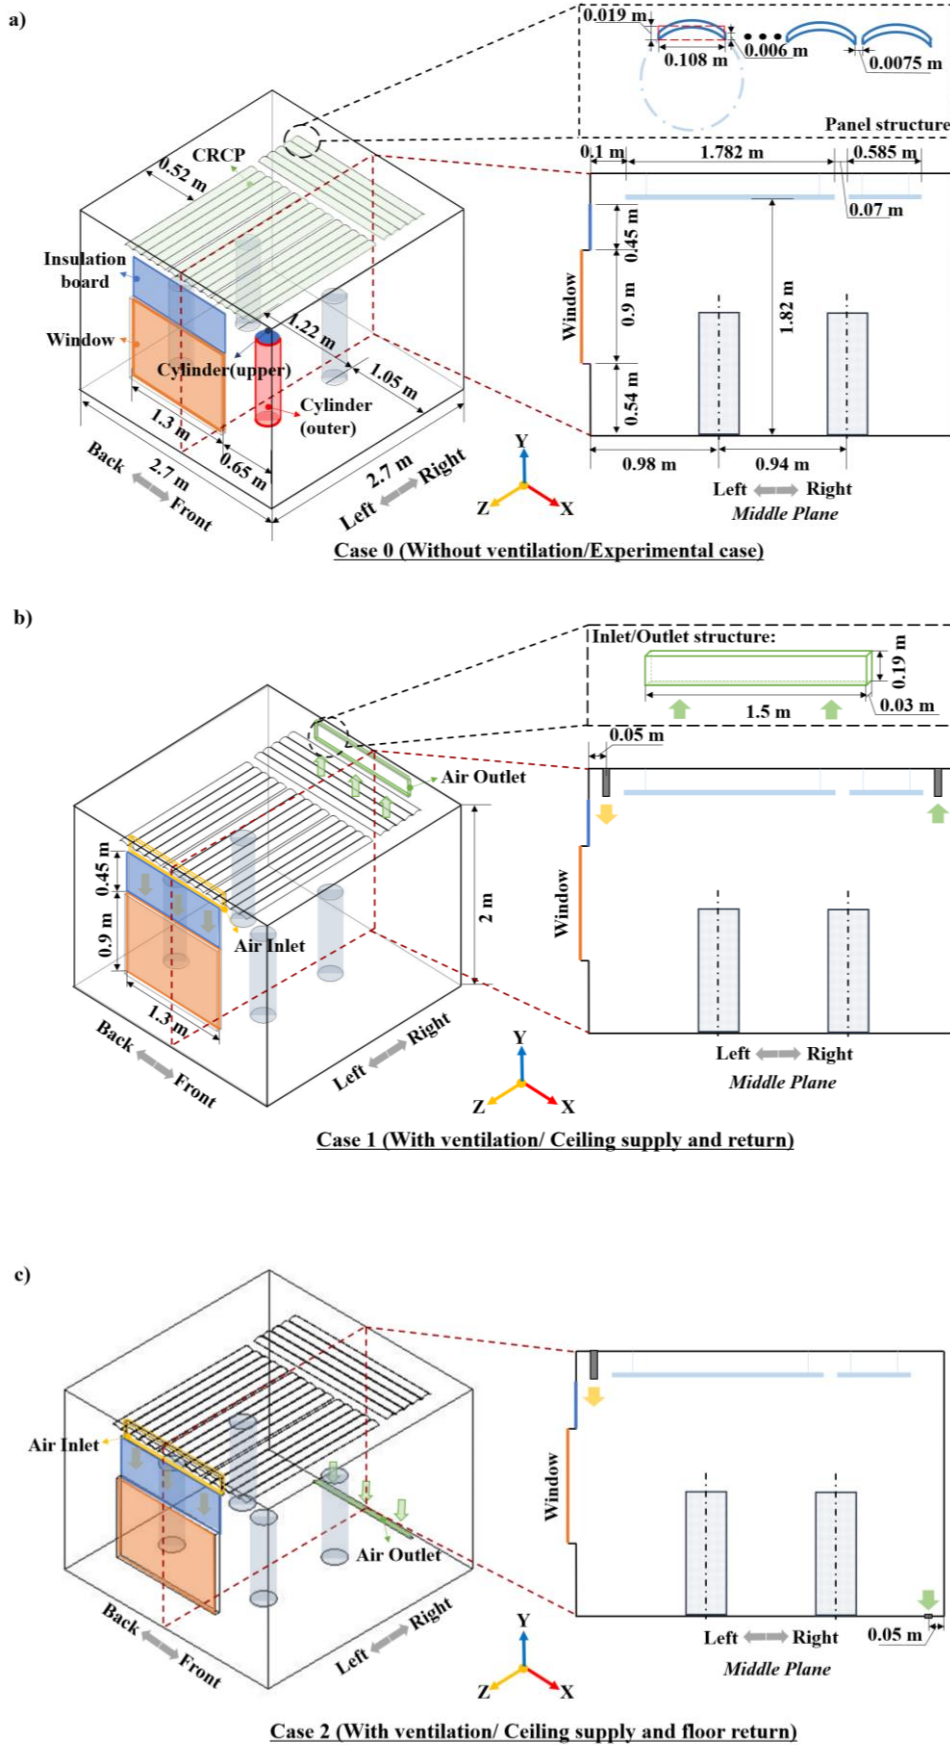 a)
0.019 m
0.108 m
0.006 m
0.0075 m
Panel structure
CRCP
0.52 m
Insulation
board
Window
Cylinder(upper)
Cylinder
(outer)
1.22 m
1.05 m
1.3 m
0.65 m
2.7 m
2.7 m
Back
Front
Left
Right
Y
Z
X
0.1 m
1.782 m
0.585 m
0.07 m
0.45 m
0.9 m
0.54 m
1.82 m
Window
0.98 m
0.94 m
Left
Right
Middle Plane
Case 0 (Without ventilation/Experimental case)
b)
Inlet/Outlet structure:
0.19 m
0.03 m
1.5 m
0.05 m
Air Outlet
0.45 m
0.9 m
Air Inlet
2 m
1.3 m
Back
Front
Left
Right
Y
Z
X
Window
Left
Right
Middle Plane
Case 1 (With ventilation/ Ceiling supply and return)
c)
Air Inlet
Air Outlet
Back
Front
Left
Right
Y
Z
X
Window
0.05 m
Left
Right
Middle Plane
Case 2 (With ventilation/ Ceiling supply and floor return)